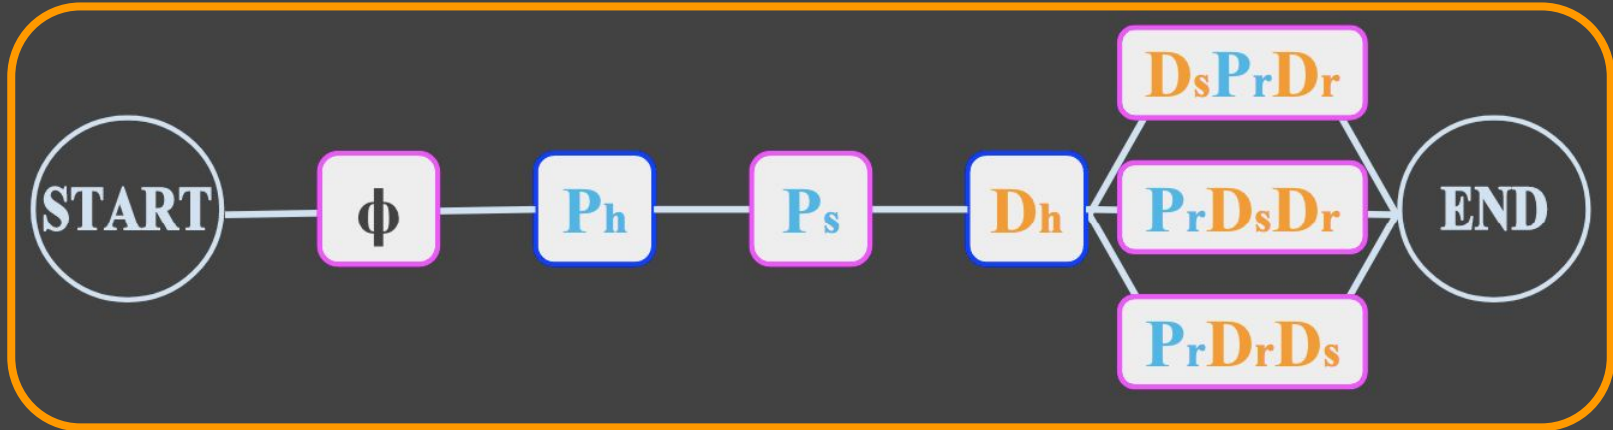 START
ϕ
Ph
Ps
Dh
DsPrDr
PrDsDr
PrDrDs
END